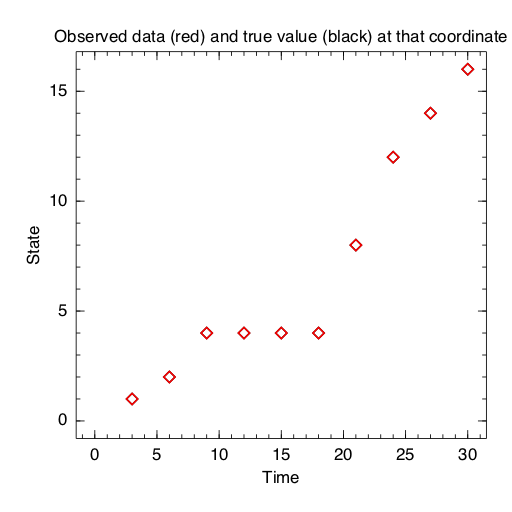 Observed data (red) and true value (black) at that coordinate
15
10
5
0
State
0 5 10 15 20 25 30
Time